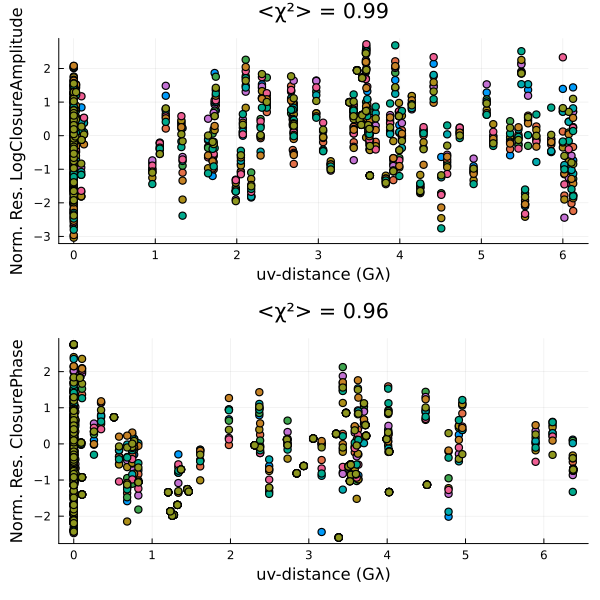 <χ²> = 0.99
Norm. Res. LogClosureAmplitude
2
1
0
−1
−2
−3
0 1 2 3 4 5 6
uv-distance (Gλ)
<χ²> = 0.96
Norm. Res. ClosurePhase
2
1
0
−1
−2
0 1 2 3 4 5 6
uv-distance (Gλ)